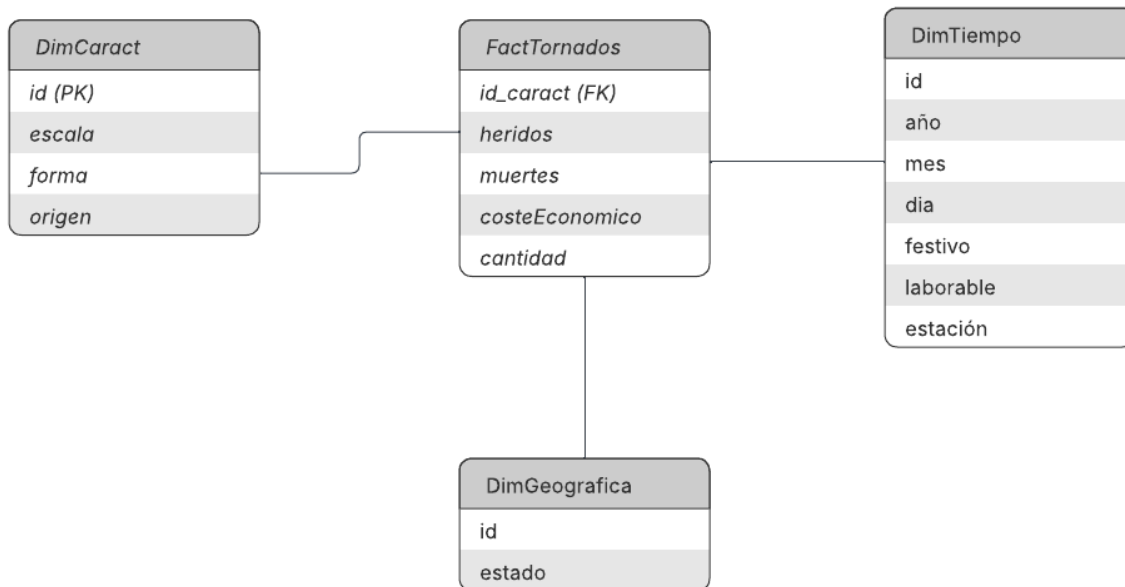 DimCaract
id (PK)
escala
forma
origen
FactTornados
id_caract (FK)
heridos
muertes
costeEconomico
cantidad
DimTiempo
id
año
mes
dia
festivo
laborable
estación
DimGeografica
id
estado